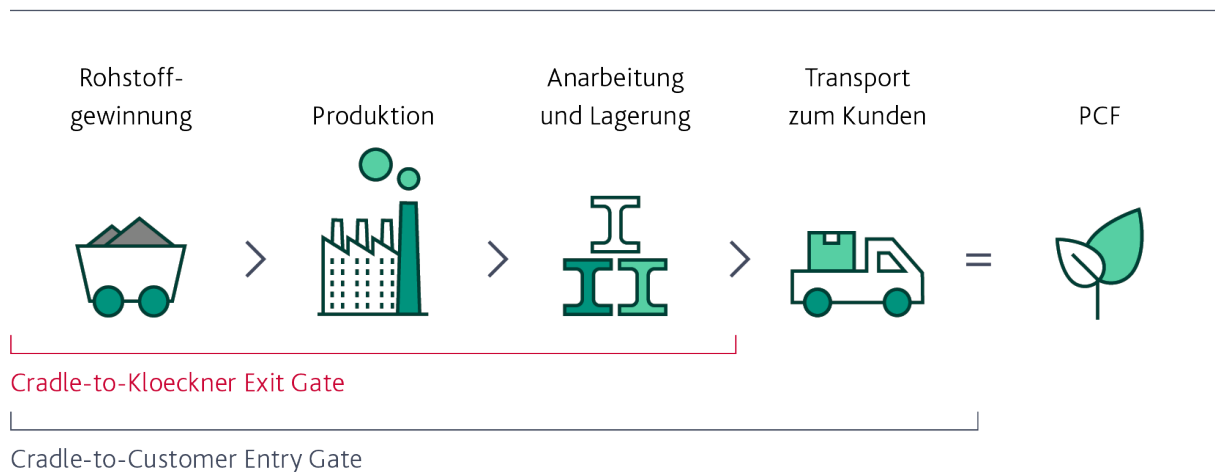 Rohstoff-
gewinnung
Produktion
Anarbeitung
und Lagerung
Transport
zum Kunden
PCF
Cradle-to-Kloeckner Exit Gate
Cradle-to-Customer Entry Gate